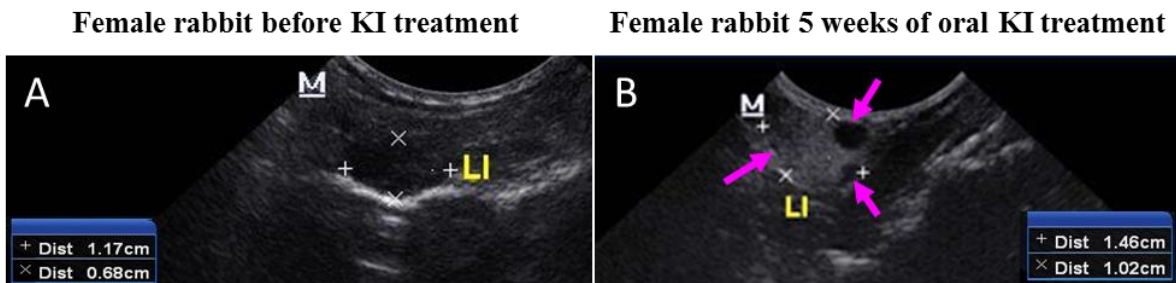 Female rabbit before KI treatment
Female rabbit 5 weeks of oral KI treatment
A
M
LI
+ Dist 1.17cm
× Dist 0.68cm
B
M
LI
+ Dist 1.46cm
× Dist 1.02cm